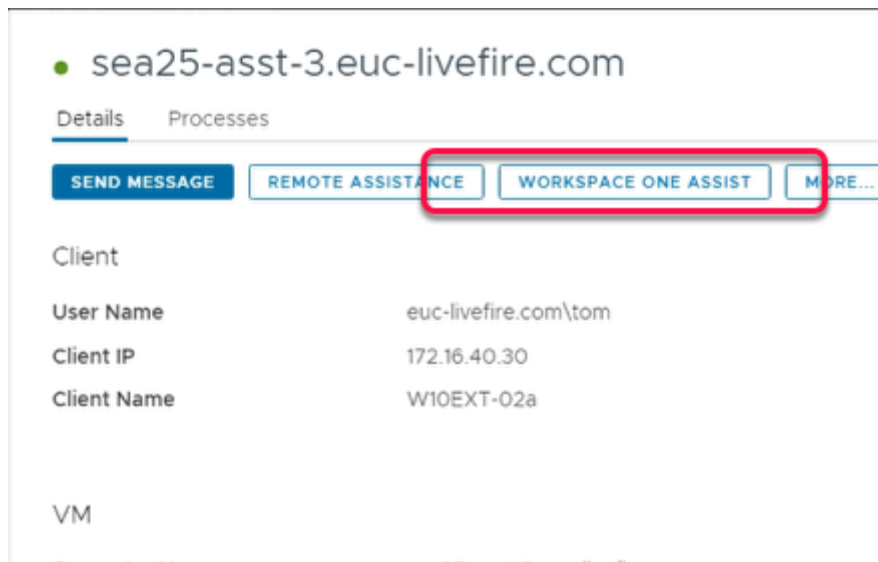 sea25-asst-3.euc-livefire.com
Details Processes
SEND MESSAGE REMOTE ASSISTANCE WORKSPACE ONE ASSIST MORE...
Client
User Name euc-livefire.com\tom
Client IP 172.16.40.30
Client Name W10EXT-02a
VM